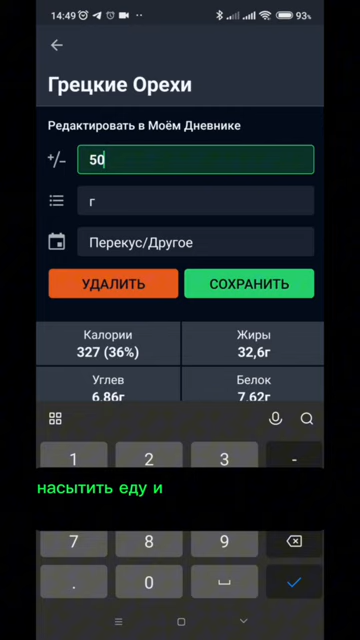 14:49
93%
Грецкие Орехи
Редактировать в Моём Дневнике
+/- 50
г
Перекус/Другое
УДАЛИТЬ СОХРАНИТЬ
Калории Жиры
327 (36%) 32,6г
Углев Белок
6,86г 7,62г
1 2 3 -
насытить еду и
7 8 9
. 0